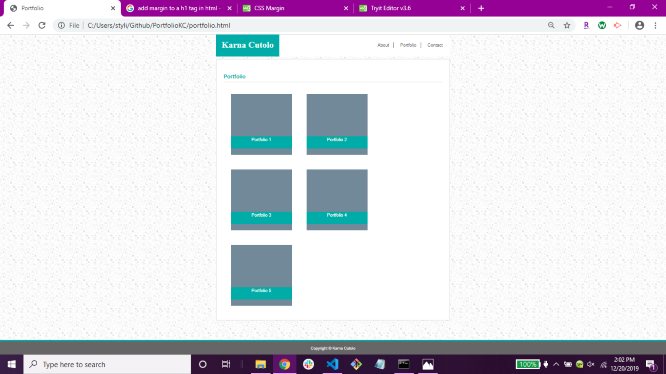 Portfolio
add margin to a h1 tag in html -
CSS Margin
Tryit Editor v3.6
File | C:/Users/styli/Github/PortfolioKC/portfolio.html
Karna Cutolo
About | Portfolio | Contact
Portfolio
Portfolio 1
Portfolio 2
Portfolio 3
Portfolio 4
Portfolio 5
Copyright © Karna Cutolo
Type here to search
100%
2:02 PM
12/20/2019